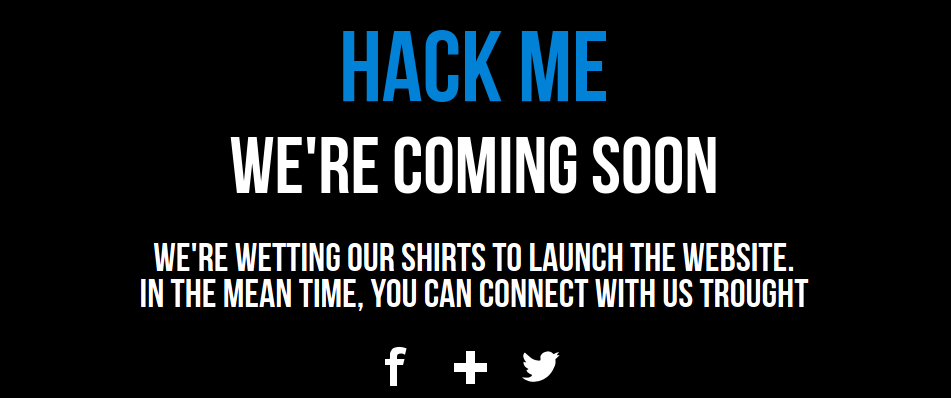 HACK ME
WE'RE COMING SOON
WE'RE WETTING OUR SHIRTS TO LAUNCH THE WEBSITE.
IN THE MEAN TIME, YOU CAN CONNECT WITH US TROUGHT